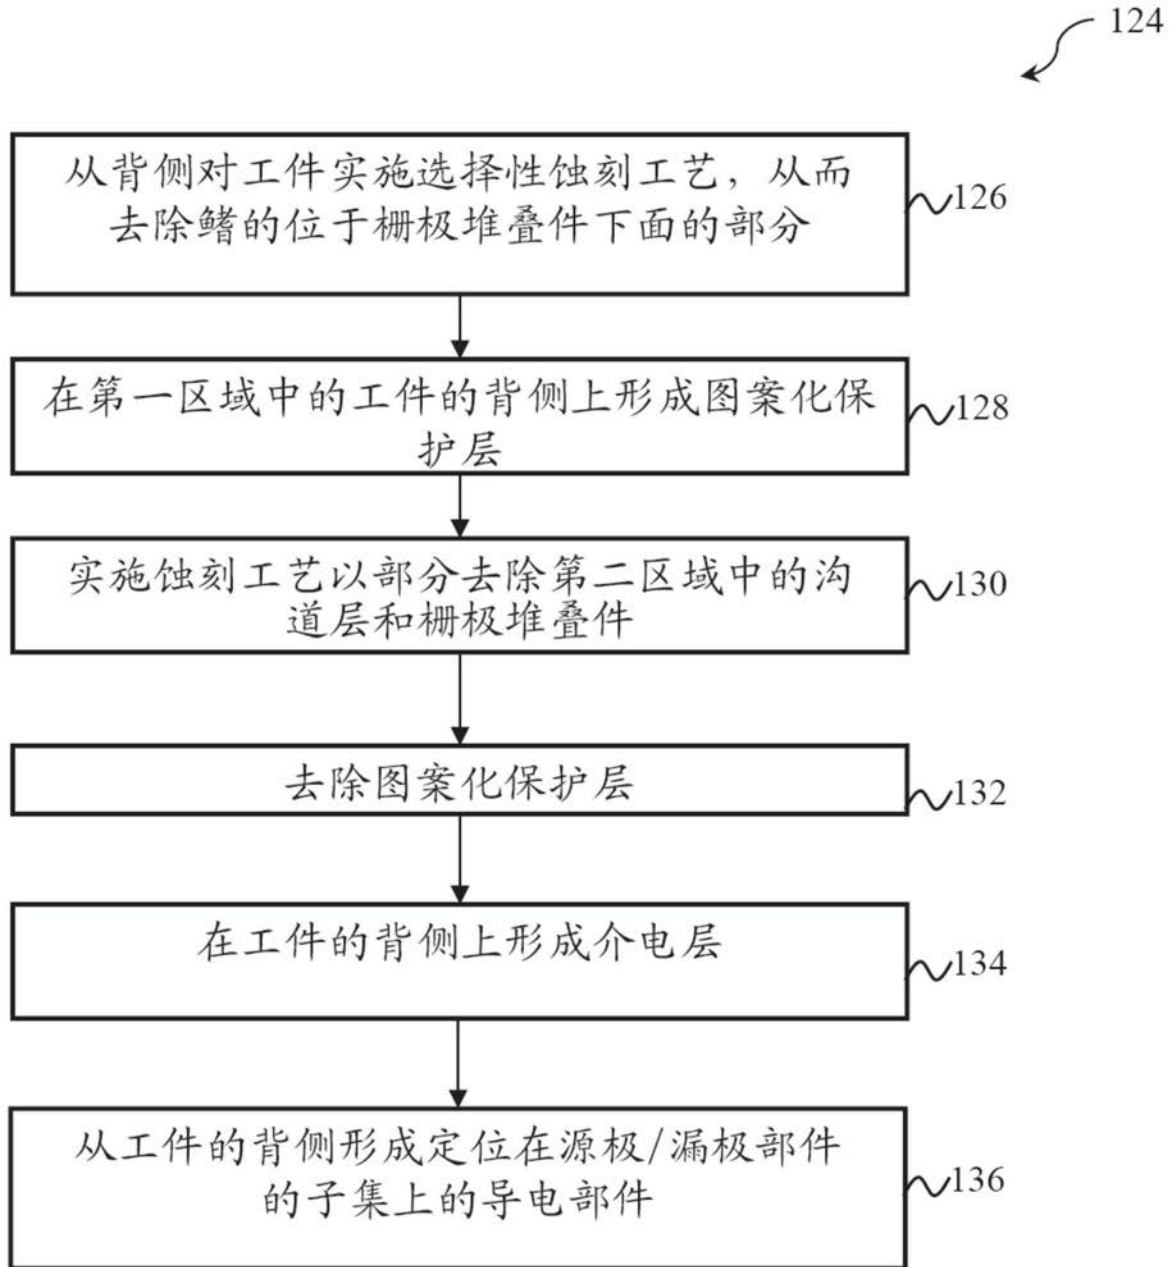 124
从背侧对工件实施选择性蚀刻工艺，从而
去除鳍的位于栅极堆叠件下面的部分
126
在第一区域中的工件的背侧上形成图案化保
护层
128
实施蚀刻工艺以部分去除第二区域中的沟
道层和栅极堆叠件
130
去除图案化保护层
132
在工件的背侧上形成介电层
134
从工件的背侧形成定位在源极/漏极部件
的子集上的导电部件
136